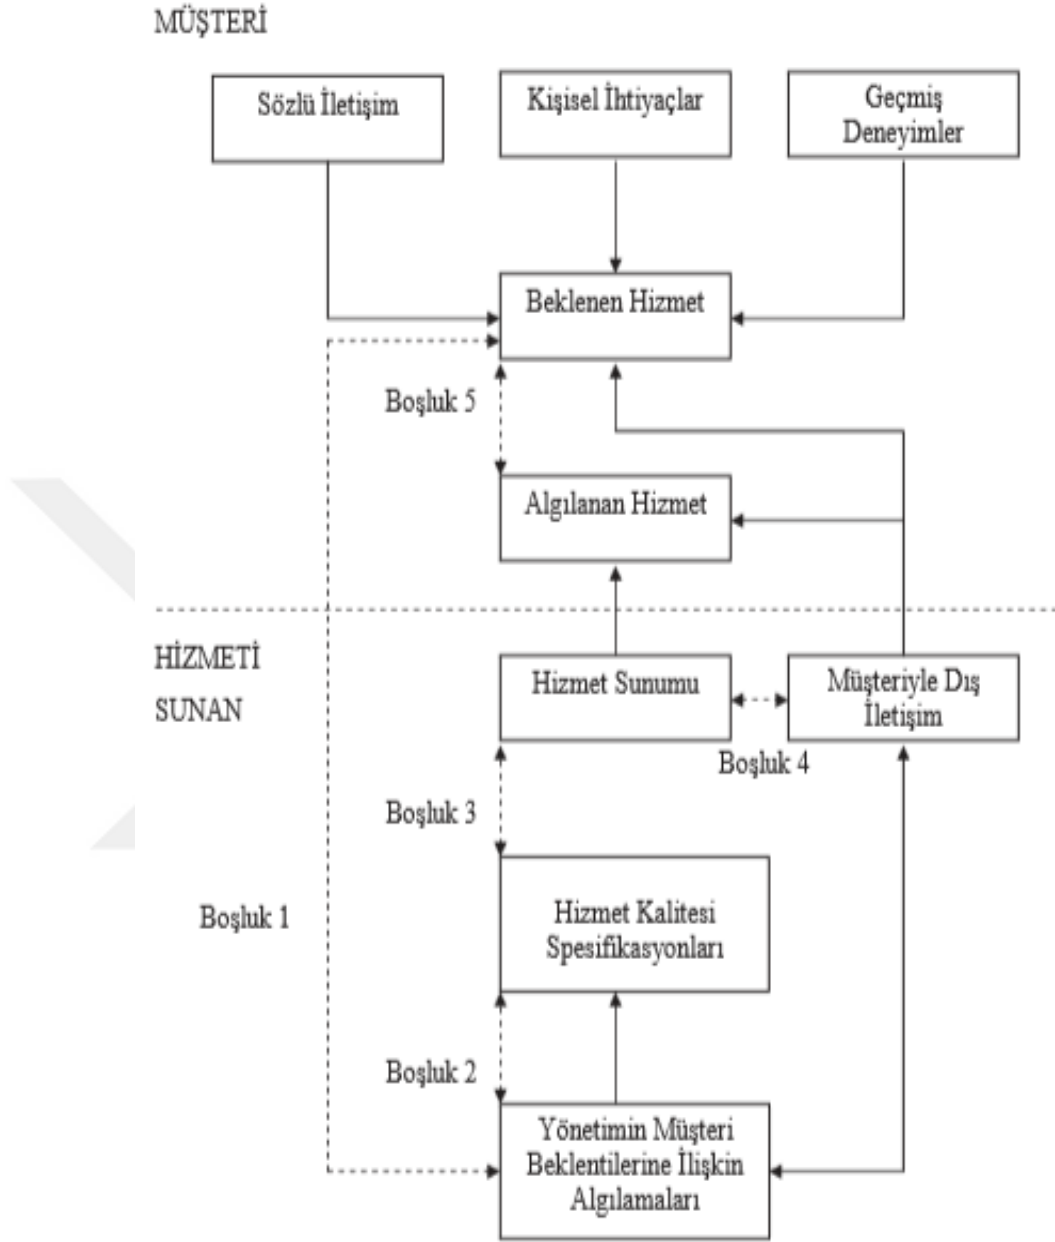 MÜŞTERİ
Sözlü İletişim
Kişisel İhtiyaçlar
Geçmiş
Deneyimler
Beklenen Hizmet
Boşluk 5
Algılanan Hizmet
HİZMETİ
SUNAN
Hizmet Sunumu
Müşteriyle Dış
İletişim
Boşluk 4
Boşluk 3
Hizmet Kalitesi
Spesifikasyonları
Boşluk 1
Boşluk 2
Yönetimin Müşteri
Beklentilerine İlişkin
Algılamaları